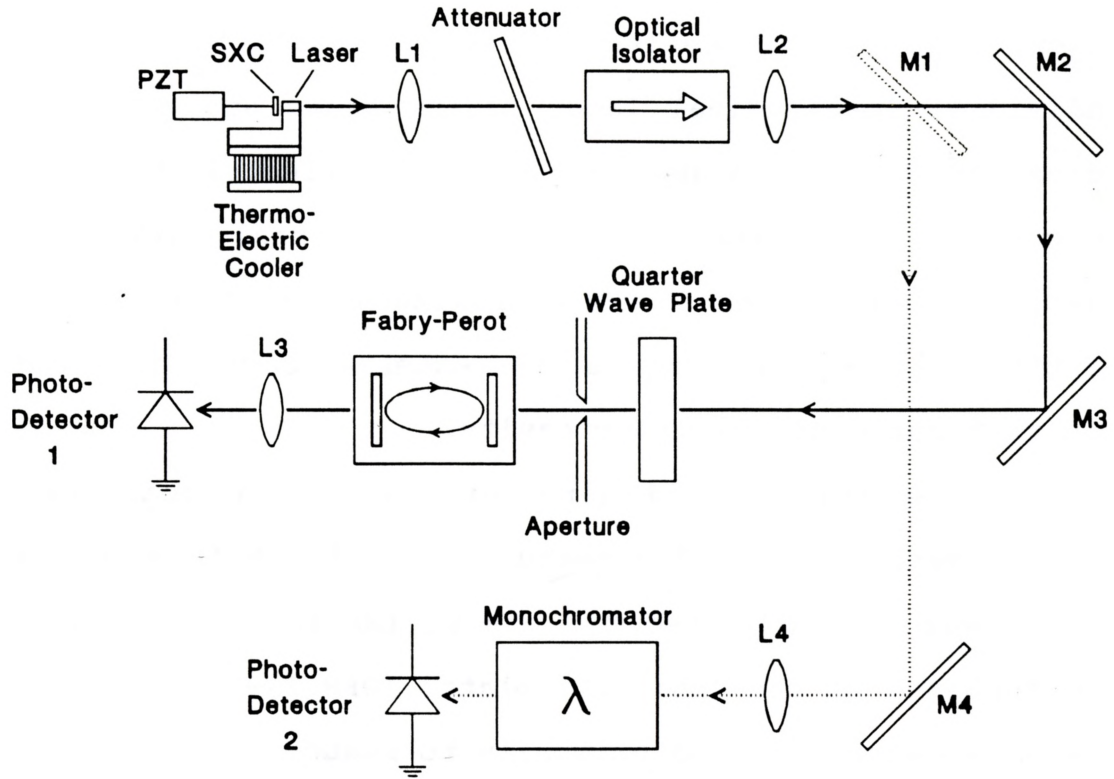 Attenuator
Optical
Isolator
SXC
Laser
L1
L2
PZT
M1
M2
Thermo-
Electric
Cooler
Quarter
Wave Plate
Fabry-Perot
L3
Photo-
Detector
1
M3
Aperture
Monochromator
L4
Photo-
Detector
2
λ
M4